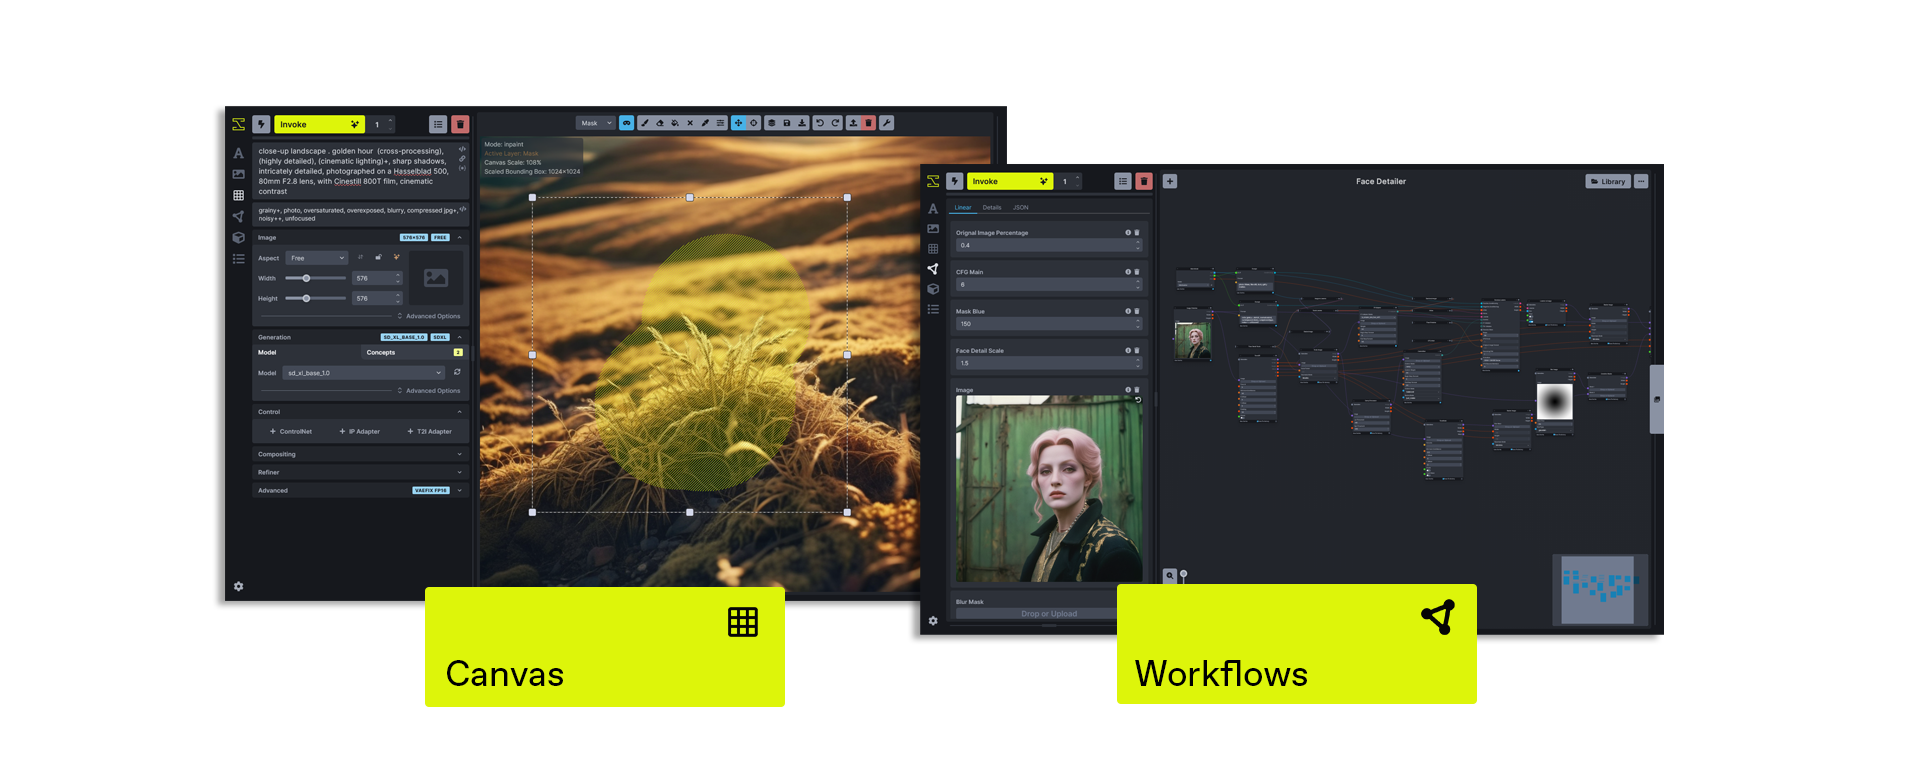 Invoke
1
close-up landscape . golden hour (cross-processing),
(highly detailed), (cinematic lighting)+, sharp shadows,
intricately detailed, photographed on a Hasselblad 500,
80mm F2.8 lens, with Cinestill 800T film, cinematic
contrast
grainy+, photo, oversaturated, overexposed, blurry, compressed jpg+,
noisy++, unfocused
Image
576×576
FREE
Aspect
Free
Width
576
Height
576
Advanced Options
Generation
SD_XL_BASE_1.0
SDXL
Model
Concepts
2
Model
sd_xl_base_1.0
Advanced Options
Control
+ ControlNet
+ IP Adapter
+ T2I Adapter
Compositing
Refiner
Advanced
VAEFIX FP16
Mask
Mode: inpaint
Active Layer: Mask
Canvas Scale: 108%
Scaled Bounding Box: 1024×1024
Canvas
Invoke
1
Linear
Details
JSON
Orignal Image Percentage
0.4
CFG Main
6
Mask Blue
150
Face Detail Scale
1.5
Image
Blur Mask
Drop or Upload
Face Detailer
Library
Workflows